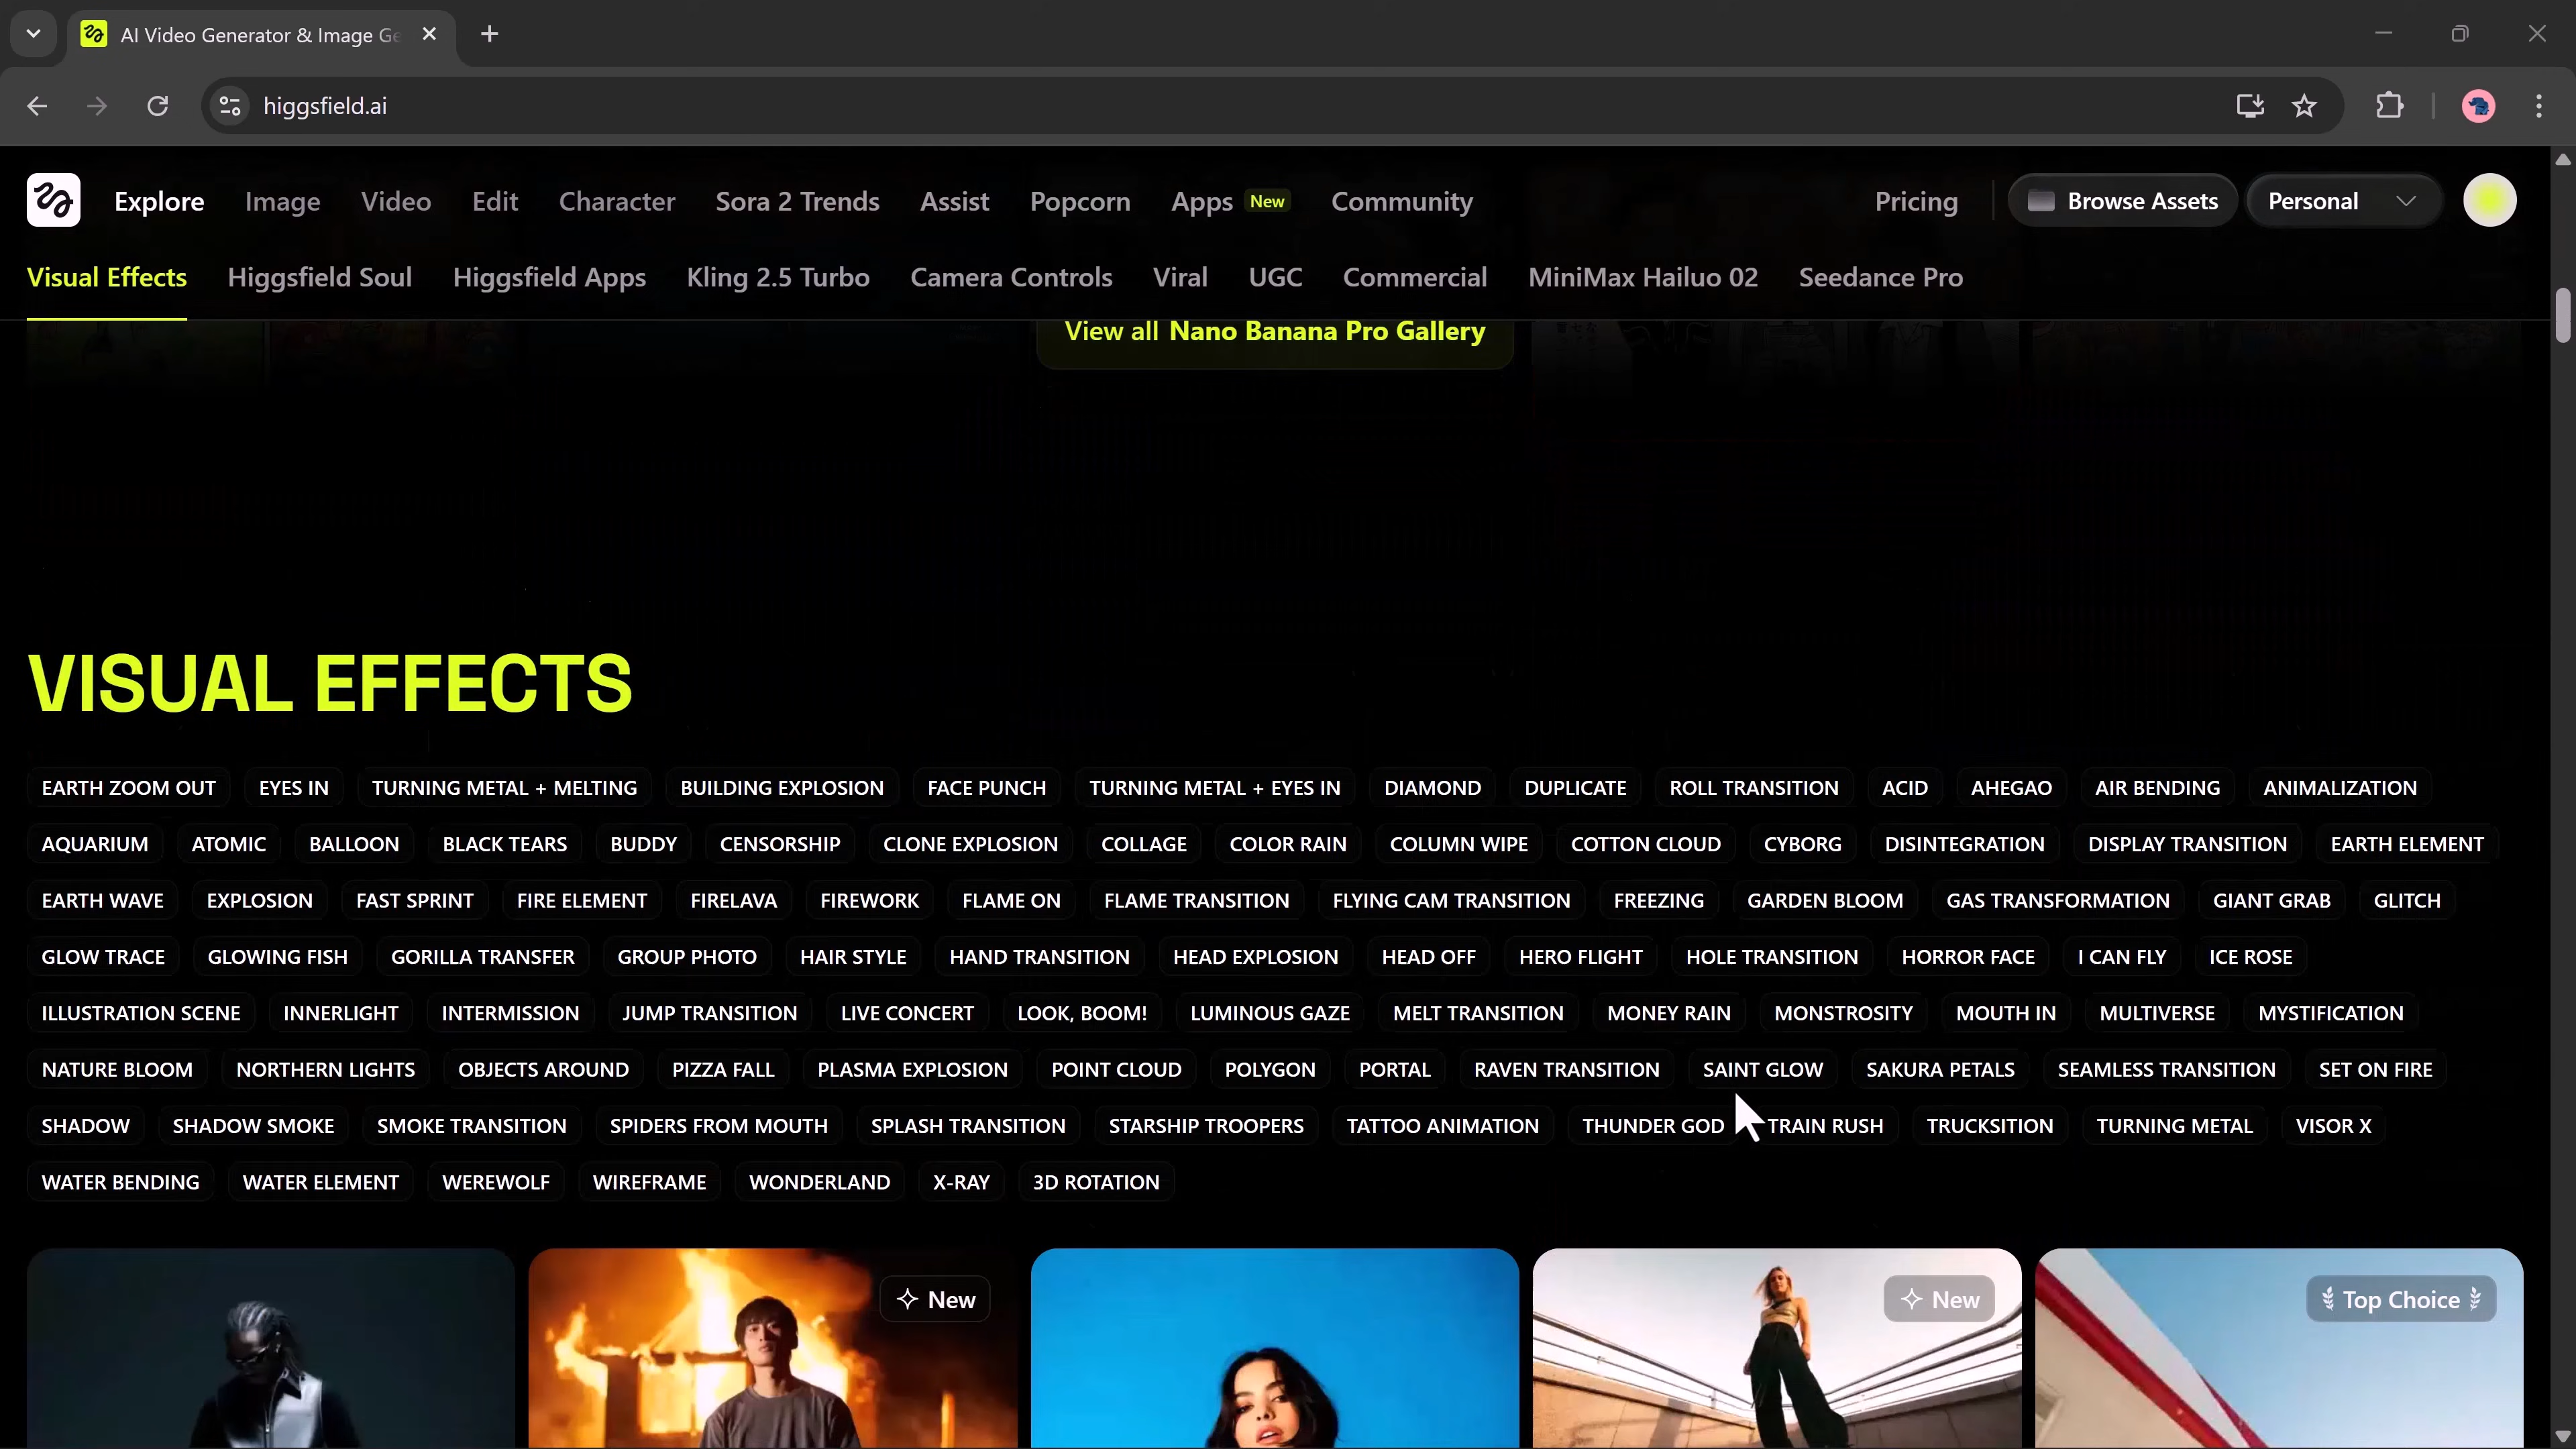 AI Video Generator & Image Ge
higgsfield.ai
Explore Image Video Edit Character Sora 2 Trends Assist Popcorn Apps New Community Pricing Browse Assets Personal
Visual Effects Higgsfield Soul Higgsfield Apps Kling 2.5 Turbo Camera Controls Viral UGC Commercial MiniMax Hailuo 02 Seedance Pro
View all Nano Banana Pro Gallery
VISUAL EFFECTS
EARTH ZOOM OUT EYES IN TURNING METAL + MELTING BUILDING EXPLOSION FACE PUNCH TURNING METAL + EYES IN DIAMOND DUPLICATE ROLL TRANSITION ACID AHEGAO AIR BENDING ANIMALIZATION
AQUARIUM ATOMIC BALLOON BLACK TEARS BUDDY CENSORSHIP CLONE EXPLOSION COLLAGE COLOR RAIN COLUMN WIPE COTTON CLOUD CYBORG DISINTEGRATION DISPLAY TRANSITION EARTH ELEMENT
EARTH WAVE EXPLOSION FAST SPRINT FIRE ELEMENT FIRELAVA FIREWORK FLAME ON FLAME TRANSITION FLYING CAM TRANSITION FREEZING GARDEN BLOOM GAS TRANSFORMATION GIANT GRAB GLITCH
GLOW TRACE GLOWING FISH GORILLA TRANSFER GROUP PHOTO HAIR STYLE HAND TRANSITION HEAD EXPLOSION HEAD OFF HERO FLIGHT HOLE TRANSITION HORROR FACE I CAN FLY ICE ROSE
ILLUSTRATION SCENE INNERLIGHT INTERMISSION JUMP TRANSITION LIVE CONCERT LOOK, BOOM! LUMINOUS GAZE MELT TRANSITION MONEY RAIN MONSTROSITY MOUTH IN MULTIVERSE MYSTIFICATION
NATURE BLOOM NORTHERN LIGHTS OBJECTS AROUND PIZZA FALL PLASMA EXPLOSION POINT CLOUD POLYGON PORTAL RAVEN TRANSITION SAINT GLOW SAKURA PETALS SEAMLESS TRANSITION SET ON FIRE
SHADOW SHADOW SMOKE SMOKE TRANSITION SPIDERS FROM MOUTH SPLASH TRANSITION STARSHIP TROOPERS TATTOO ANIMATION THUNDER GOD TRAIN RUSH TRUCKSITION TURNING METAL VISOR X
WATER BENDING WATER ELEMENT WEREWOLF WIREFRAME WONDERLAND X-RAY 3D ROTATION
New New Top Choice